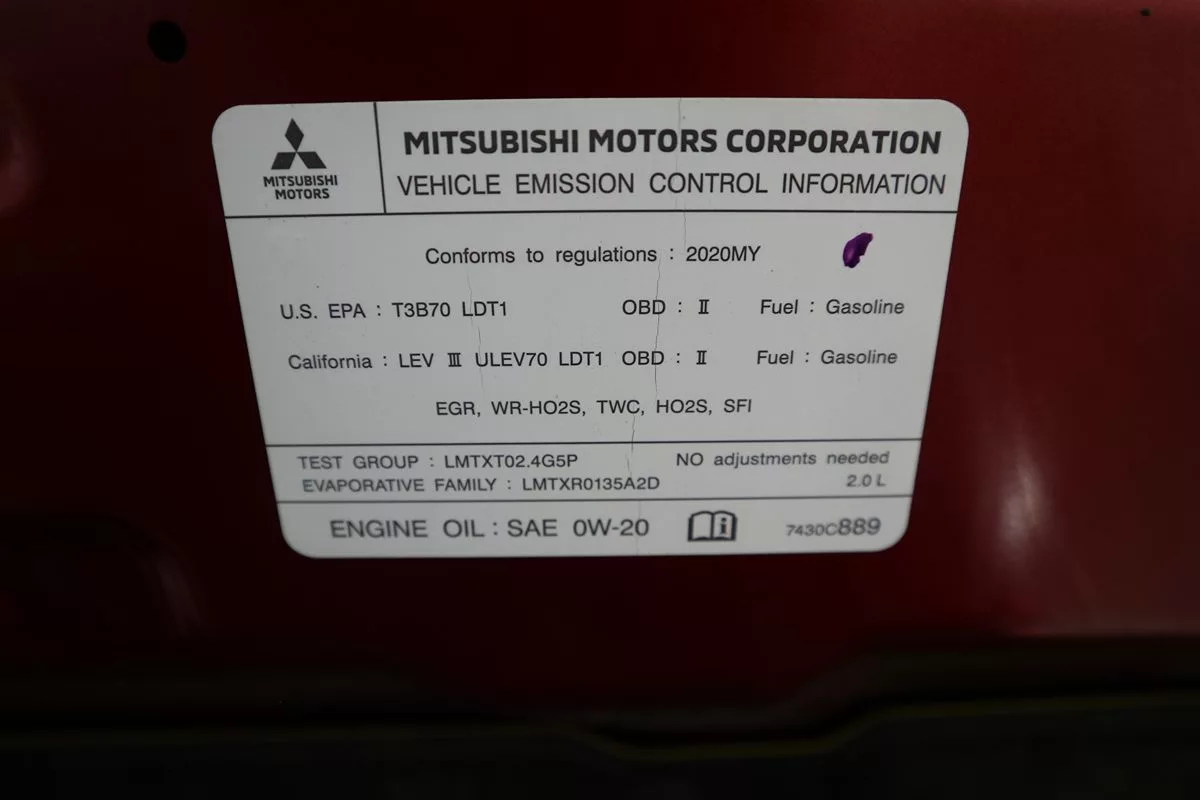 MITSUBISHI
MOTORS
MITSUBISHI MOTORS CORPORATION
VEHICLE EMISSION CONTROL INFORMATION
Conforms to regulations : 2020MY
U.S. EPA : T3B70 LDT1 OBD : Ⅱ Fuel : Gasoline
California : LEV Ⅲ ULEV70 LDT1 OBD : Ⅱ Fuel : Gasoline
EGR, WR-HO2S, TWC, HO2S, SFI
TEST GROUP : LMTXT02.4G5P NO adjustments needed
EVAPORATIVE FAMILY : LMTXR0135A2D 2.0 L
ENGINE OIL : SAE 0W-20 7430C889